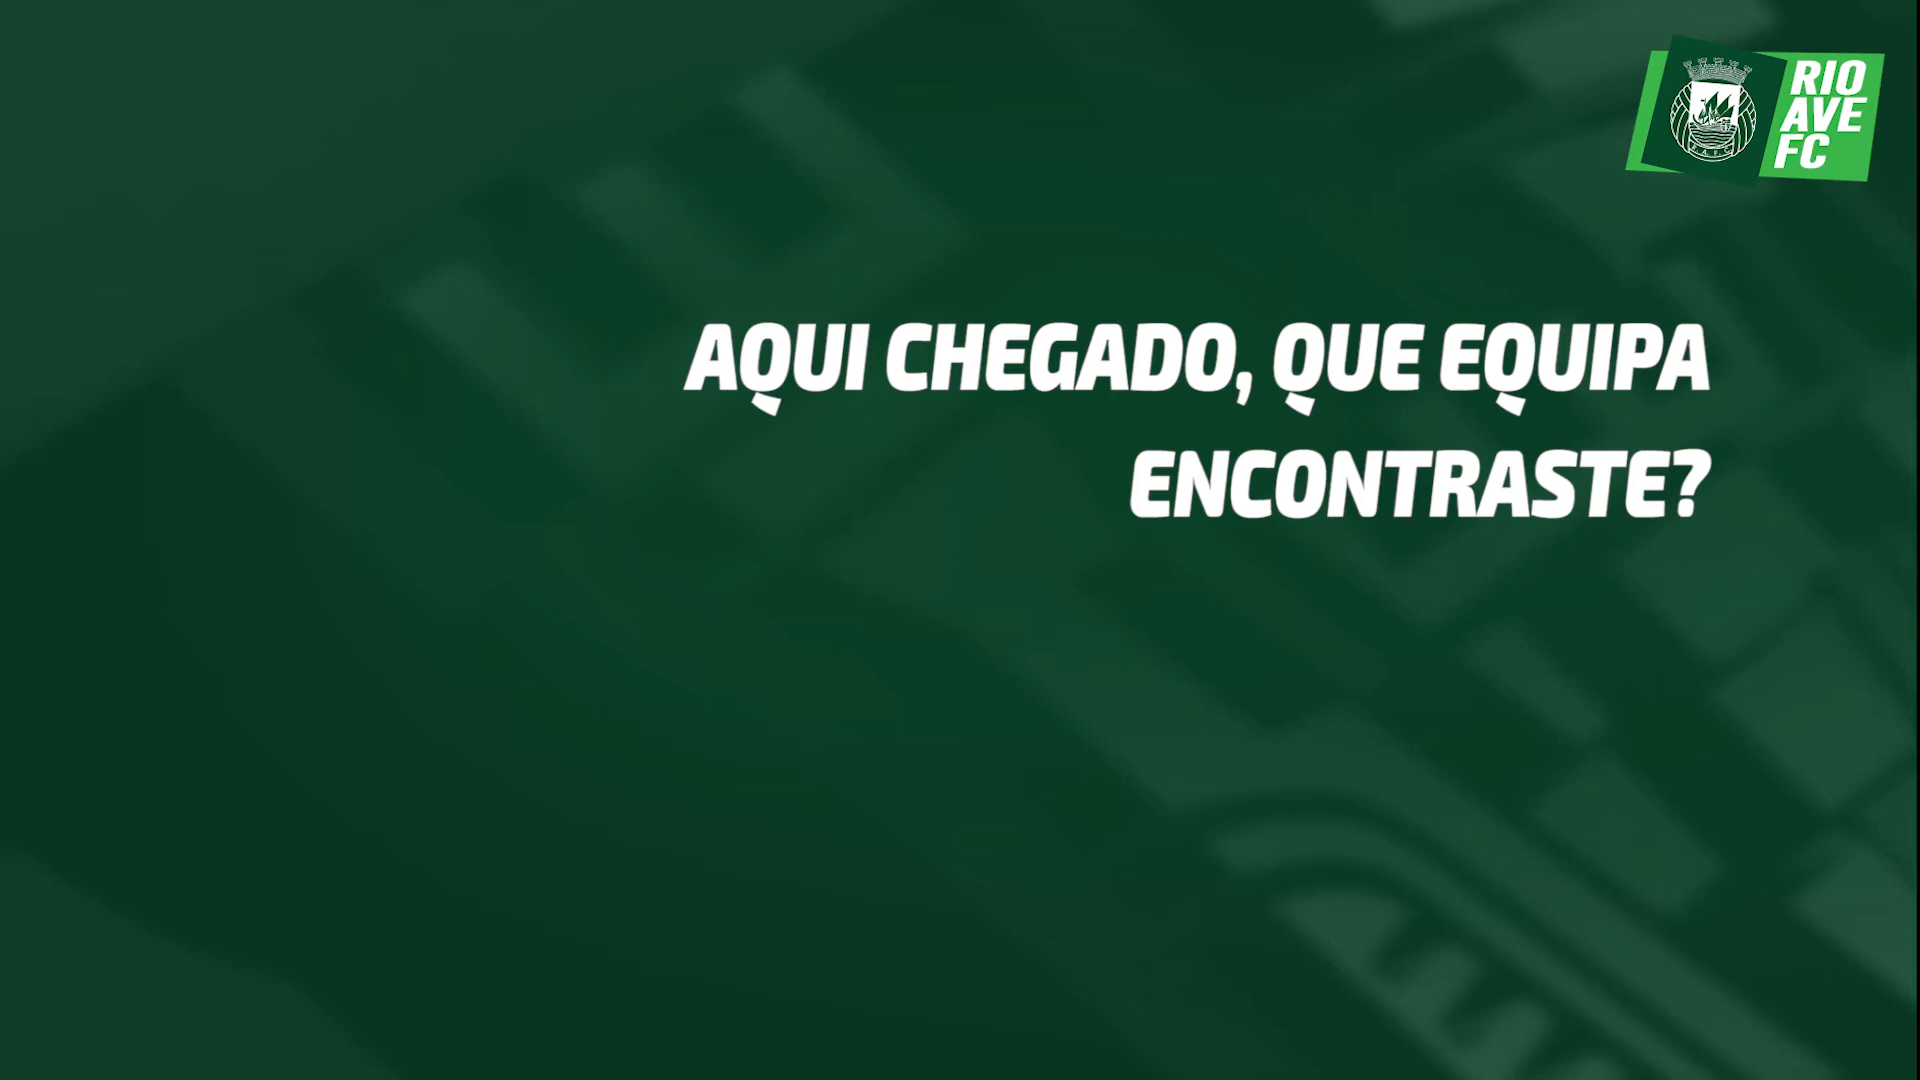 RIO
AVE
FC
AQUI CHEGADO, QUE EQUIPA
ENCONTRASTE?